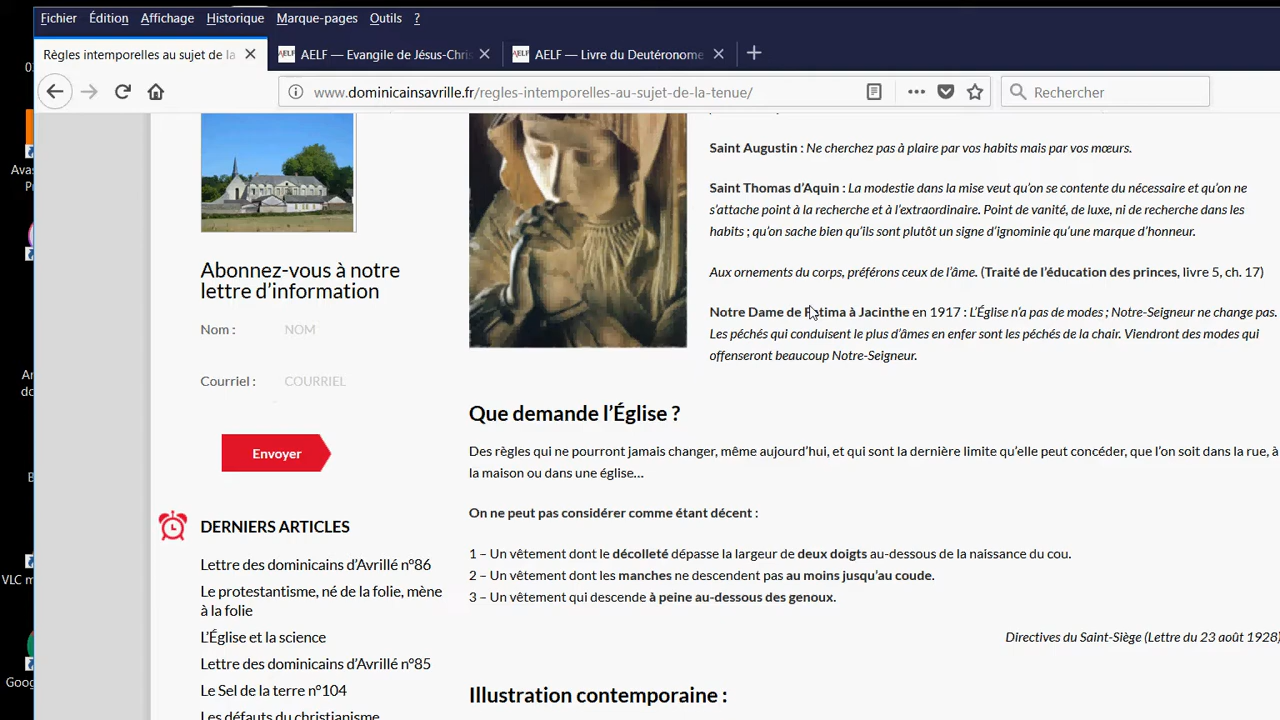 Fichier Édition Affichage Historique Marque-pages Outils ?
Règles intemporelles au sujet de la
AELF — Evangile de Jésus-Chris
AELF — Livre du Deutéronome
www.dominicainsavrille.fr/regles-intemporelles-au-sujet-de-la-tenue/
Rechercher
Abonnez-vous à notre
lettre d'information
Nom : NOM
Courriel : COURRIEL
Envoyer
DERNIERS ARTICLES
Lettre des dominicains d'Avrillé n°86
Le protestantisme, né de la folie, mène
à la folie
L'Église et la science
Lettre des dominicains d'Avrillé n°85
Le Sel de la terre n°104
Les défauts du christianisme
Saint Augustin : Ne cherchez pas à plaire par vos habits mais par vos mœurs.
Saint Thomas d'Aquin : La modestie dans la mise veut qu'on se contente du nécessaire et qu'on ne
s'attache point à la recherche et à l'extraordinaire. Point de vanité, de luxe, ni de recherche dans les
habits ; qu'on sache bien qu'ils sont plutôt un signe d'ignominie qu'une marque d'honneur.
Aux ornements du corps, préférons ceux de l'âme. (Traité de l'éducation des princes, livre 5, ch. 17)
Notre Dame de Fatima à Jacinthe en 1917 : L'Église n'a pas de modes ; Notre-Seigneur ne change pas.
Les péchés qui conduisent le plus d'âmes en enfer sont les péchés de la chair. Viendront des modes qui
offenseront beaucoup Notre-Seigneur.
Que demande l'Église ?
Des règles qui ne pourront jamais changer, même aujourd'hui, et qui sont la dernière limite qu'elle peut concéder, que l'on soit dans la rue, à
la maison ou dans une église…
On ne peut pas considérer comme étant décent :
1 – Un vêtement dont le décolleté dépasse la largeur de deux doigts au-dessous de la naissance du cou.
2 – Un vêtement dont les manches ne descendent pas au moins jusqu'au coude.
3 – Un vêtement qui descende à peine au-dessous des genoux.
Directives du Saint-Siège (Lettre du 23 août 1928)
Illustration contemporaine :
Avas
VLC m
Goog